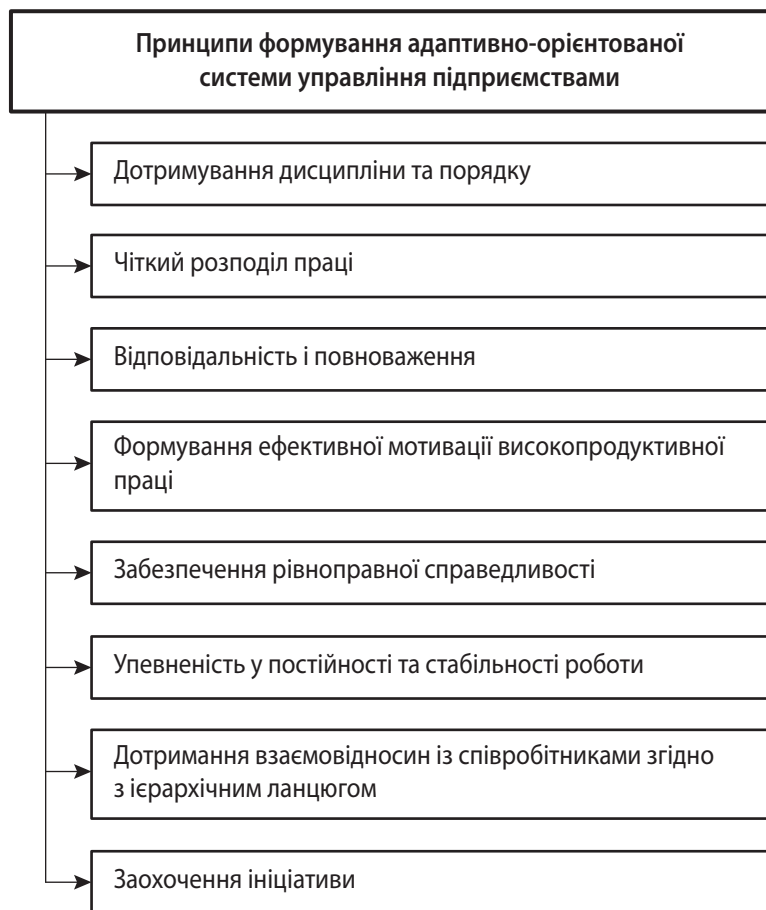 Принципи формування адаптивно-орієнтованої
системи управління підприємствами
Дотримування дисципліни та порядку
Чіткий розподіл праці
Відповідальність і повноваження
Формування ефективної мотивації високопродуктивної
праці
Забезпечення рівноправної справедливості
Упевненість у постійності та стабільності роботи
Дотримання взаємовідносин із співробітниками згідно
з ієрархічним ланцюгом
Заохочення ініціативи